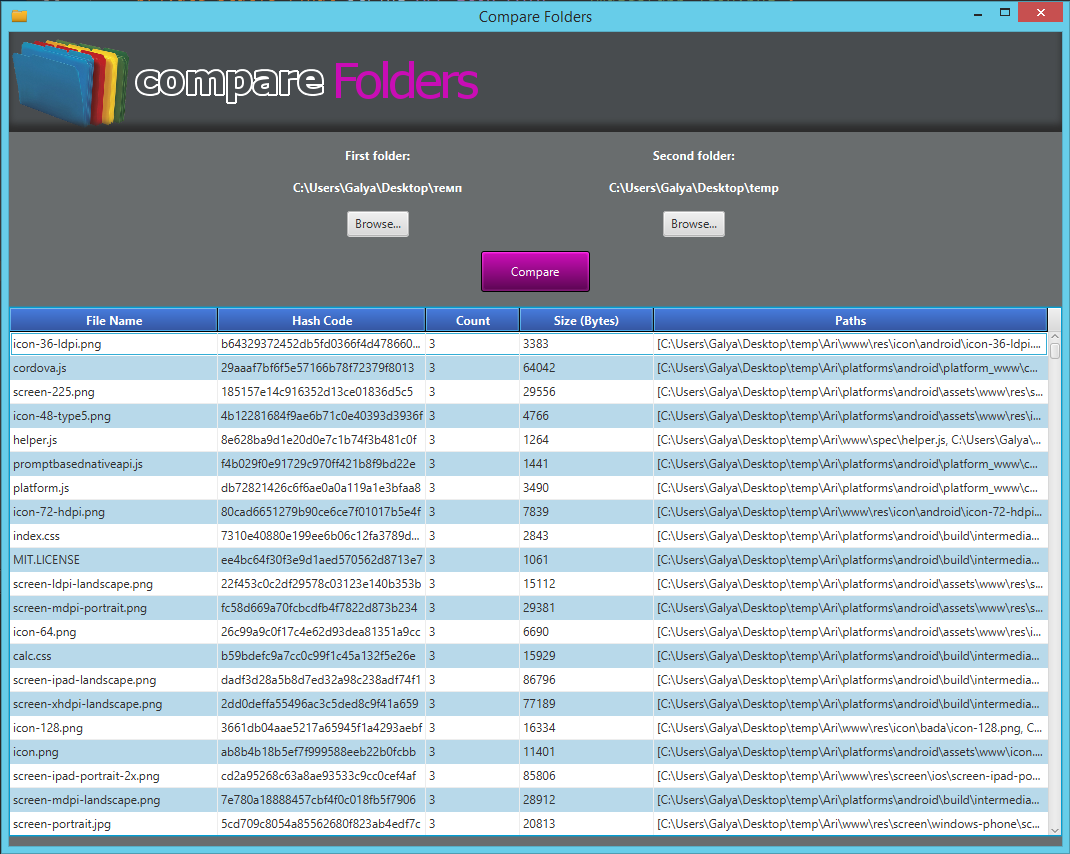 Compare Folders
compare Folders
First folder: Second folder:
C:\Users\Galya\Desktop\темп C:\Users\Galya\Desktop\temp
Browse... Browse...
Compare
File Name Hash Code Count Size (Bytes) Paths
icon-36-ldpi.png b64329372452db5fd0366f4d478660... 3 3383 [C:\Users\Galya\Desktop\temp\Ari\www\res\icon\android\icon-36-ldpi....
cordova.js 29aaaf7bf6f5e57166b78f72379f8013 3 64042 [C:\Users\Galya\Desktop\temp\Ari\platforms\android\platform_www\c...
screen-225.png 185157e14c916352d13ce01836d5c5 3 29556 [C:\Users\Galya\Desktop\temp\Ari\platforms\android\assets\www\res\s...
icon-48-type5.png 4b12281684f9ae6b71c0e40393d3936f 3 4766 [C:\Users\Galya\Desktop\temp\Ari\platforms\android\assets\www\res\i...
helper.js 8e628ba9d1e20d0e7c1b74f3b481c0f 3 1264 [C:\Users\Galya\Desktop\temp\Ari\www\spec\helper.js, C:\Users\Galya\...
promptbasednativeapi.js f4b029f0e91729c970ff421b8f9bd22e 3 1441 [C:\Users\Galya\Desktop\temp\Ari\platforms\android\platform_www\c...
platform.js db72821426c6f6ae0a0a119a1e3bfaa8 3 3490 [C:\Users\Galya\Desktop\temp\Ari\platforms\android\platform_www\c...
icon-72-hdpi.png 80cad6651279b90ce6ce7f01017b5e4f 3 7839 [C:\Users\Galya\Desktop\temp\Ari\www\res\icon\android\icon-72-hdpi...
index.css 7310e40880e199ee6b06c12fa3789d... 3 2843 [C:\Users\Galya\Desktop\temp\Ari\platforms\android\build\intermedia...
MIT.LICENSE ee4bc64f30f3e9d1aed570562d8713e7 3 1061 [C:\Users\Galya\Desktop\temp\Ari\platforms\android\build\intermedia...
screen-ldpi-landscape.png 22f453c0c2df29578c03123e140b353b 3 15112 [C:\Users\Galya\Desktop\temp\Ari\platforms\android\assets\www\res\s...
screen-mdpi-portrait.png fc58d669a70fcbcdfb4f7822d873b234 3 29381 [C:\Users\Galya\Desktop\temp\Ari\platforms\android\assets\www\res\s...
icon-64.png 26c99a9c0f17c4e62d93dea81351a9cc 3 6690 [C:\Users\Galya\Desktop\temp\Ari\platforms\android\assets\www\res\i...
calc.css b59bdefc9a7cc0c99f1c45a132f5e26e 3 15929 [C:\Users\Galya\Desktop\temp\Ari\platforms\android\build\intermedia...
screen-ipad-landscape.png dadf3d28a5b8d7ed32a98c238adf74f1 3 86796 [C:\Users\Galya\Desktop\temp\Ari\platforms\android\build\intermedia...
screen-xhdpi-landscape.png 2dd0deffa55496ac3c5ded8c9f41a659 3 77189 [C:\Users\Galya\Desktop\temp\Ari\platforms\android\build\intermedia...
icon-128.png 3661db04aae5217a65945f1a4293aebf 3 16334 [C:\Users\Galya\Desktop\temp\Ari\www\res\icon\bada\icon-128.png, C...
icon.png ab8b4b18b5ef7f999588eeb22b0fcbb 3 11401 [C:\Users\Galya\Desktop\temp\Ari\platforms\android\assets\www\icon....
screen-ipad-portrait-2x.png cd2a95268c63a8ae93533c9cc0cef4af 3 85806 [C:\Users\Galya\Desktop\temp\Ari\www\res\screen\ios\screen-ipad-po...
screen-mdpi-landscape.png 7e780a18888457cbf4f0c018fb5f7906 3 28912 [C:\Users\Galya\Desktop\temp\Ari\platforms\android\build\intermedia...
screen-portrait.jpg 5cd709c8054a85562680f823ab4edf7c 3 20813 [C:\Users\Galya\Desktop\temp\Ari\www\res\screen\windows-phone\sc...